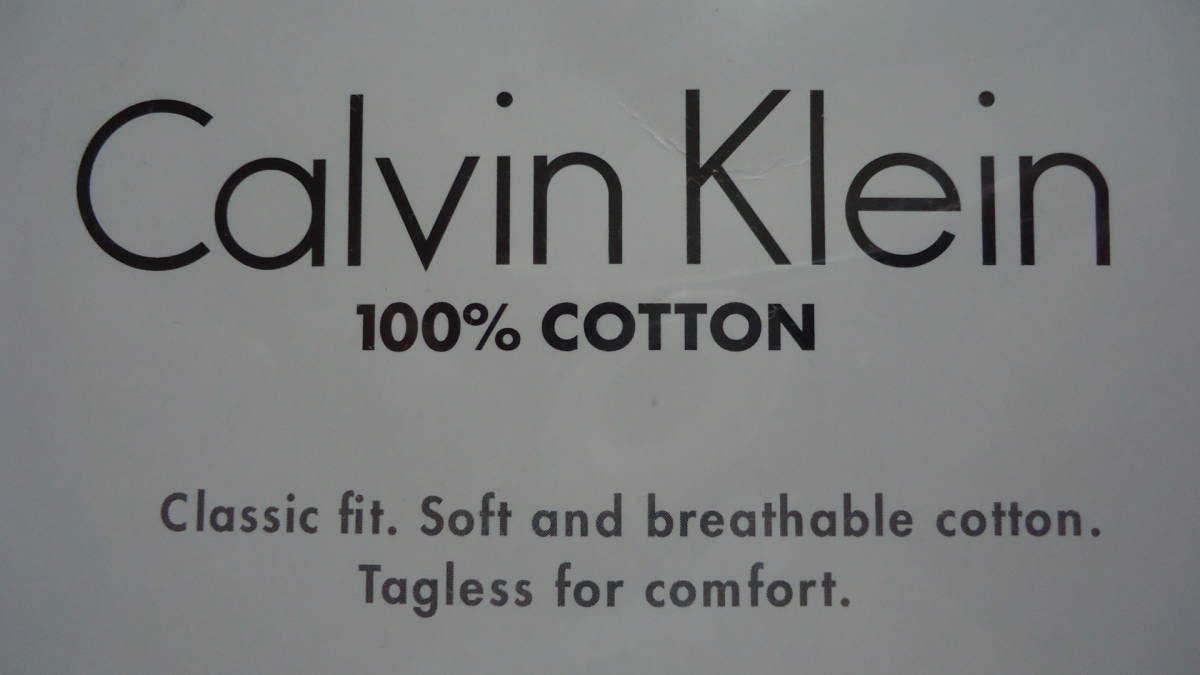 Calvin Klein
100% COTTON
Classic fit. Soft and breathable cotton.
Tagless for comfort.